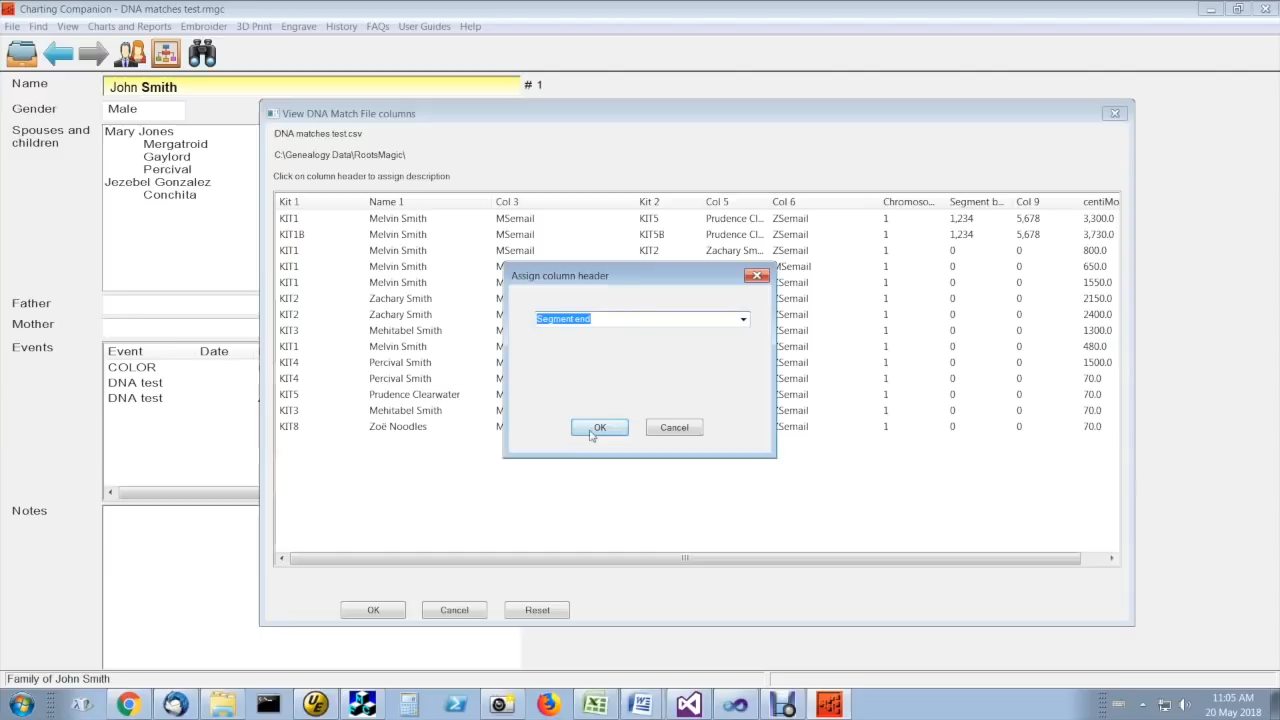 Charting Companion - DNA matches test.rmgc
File Find View Charts and Reports Embroider 3D Print Engrave History FAQs User Guides Help
Name John Smith # 1
Gender Male
Spouses and children
Mary Jones
Mergatroid
Gaylord
Percival
Jezebel Gonzalez
Conchita
Father
Mother
Events
Event Date
COLOR
DNA test
DNA test
Notes
View DNA Match File columns
DNA matches test.csv
C:\Genealogy Data\RootsMagic\
Click on column header to assign description
Kit 1 Name 1 Col 3 Kit 2 Col 5 Col 6 Chromoso... Segment b... Col 9 centiMo
KIT1 Melvin Smith MSemail KIT5 Prudence Cl... ZSemail 1 1,234 5,678 3,300.0
KIT1B Melvin Smith MSemail KIT5B Prudence Cl... ZSemail 1 1,234 5,678 3,730.0
KIT1 Melvin Smith MSemail KIT2 Zachary Sm... ZSemail 1 0 0 800.0
KIT1 Melvin Smith M MSemail 1 0 0 650.0
KIT1 Melvin Smith M ZSemail 1 0 0 1550.0
KIT2 Zachary Smith M ZSemail 1 0 0 2150.0
KIT2 Zachary Smith M ZSemail 1 0 0 2400.0
KIT3 Mehitabel Smith M ZSemail 1 0 0 1300.0
KIT1 Melvin Smith M ZSemail 1 0 0 480.0
KIT4 Percival Smith M ZSemail 1 0 0 1500.0
KIT4 Percival Smith M ZSemail 1 0 0 70.0
KIT5 Prudence Clearwater M ZSemail 1 0 0 70.0
KIT3 Mehitabel Smith M ZSemail 1 0 0 70.0
KIT8 Zoë Noodles M ZSemail 1 0 0 70.0
Assign column header
Segment end
OK Cancel
OK Cancel Reset
Family of John Smith
11:05 AM
20 May 2018